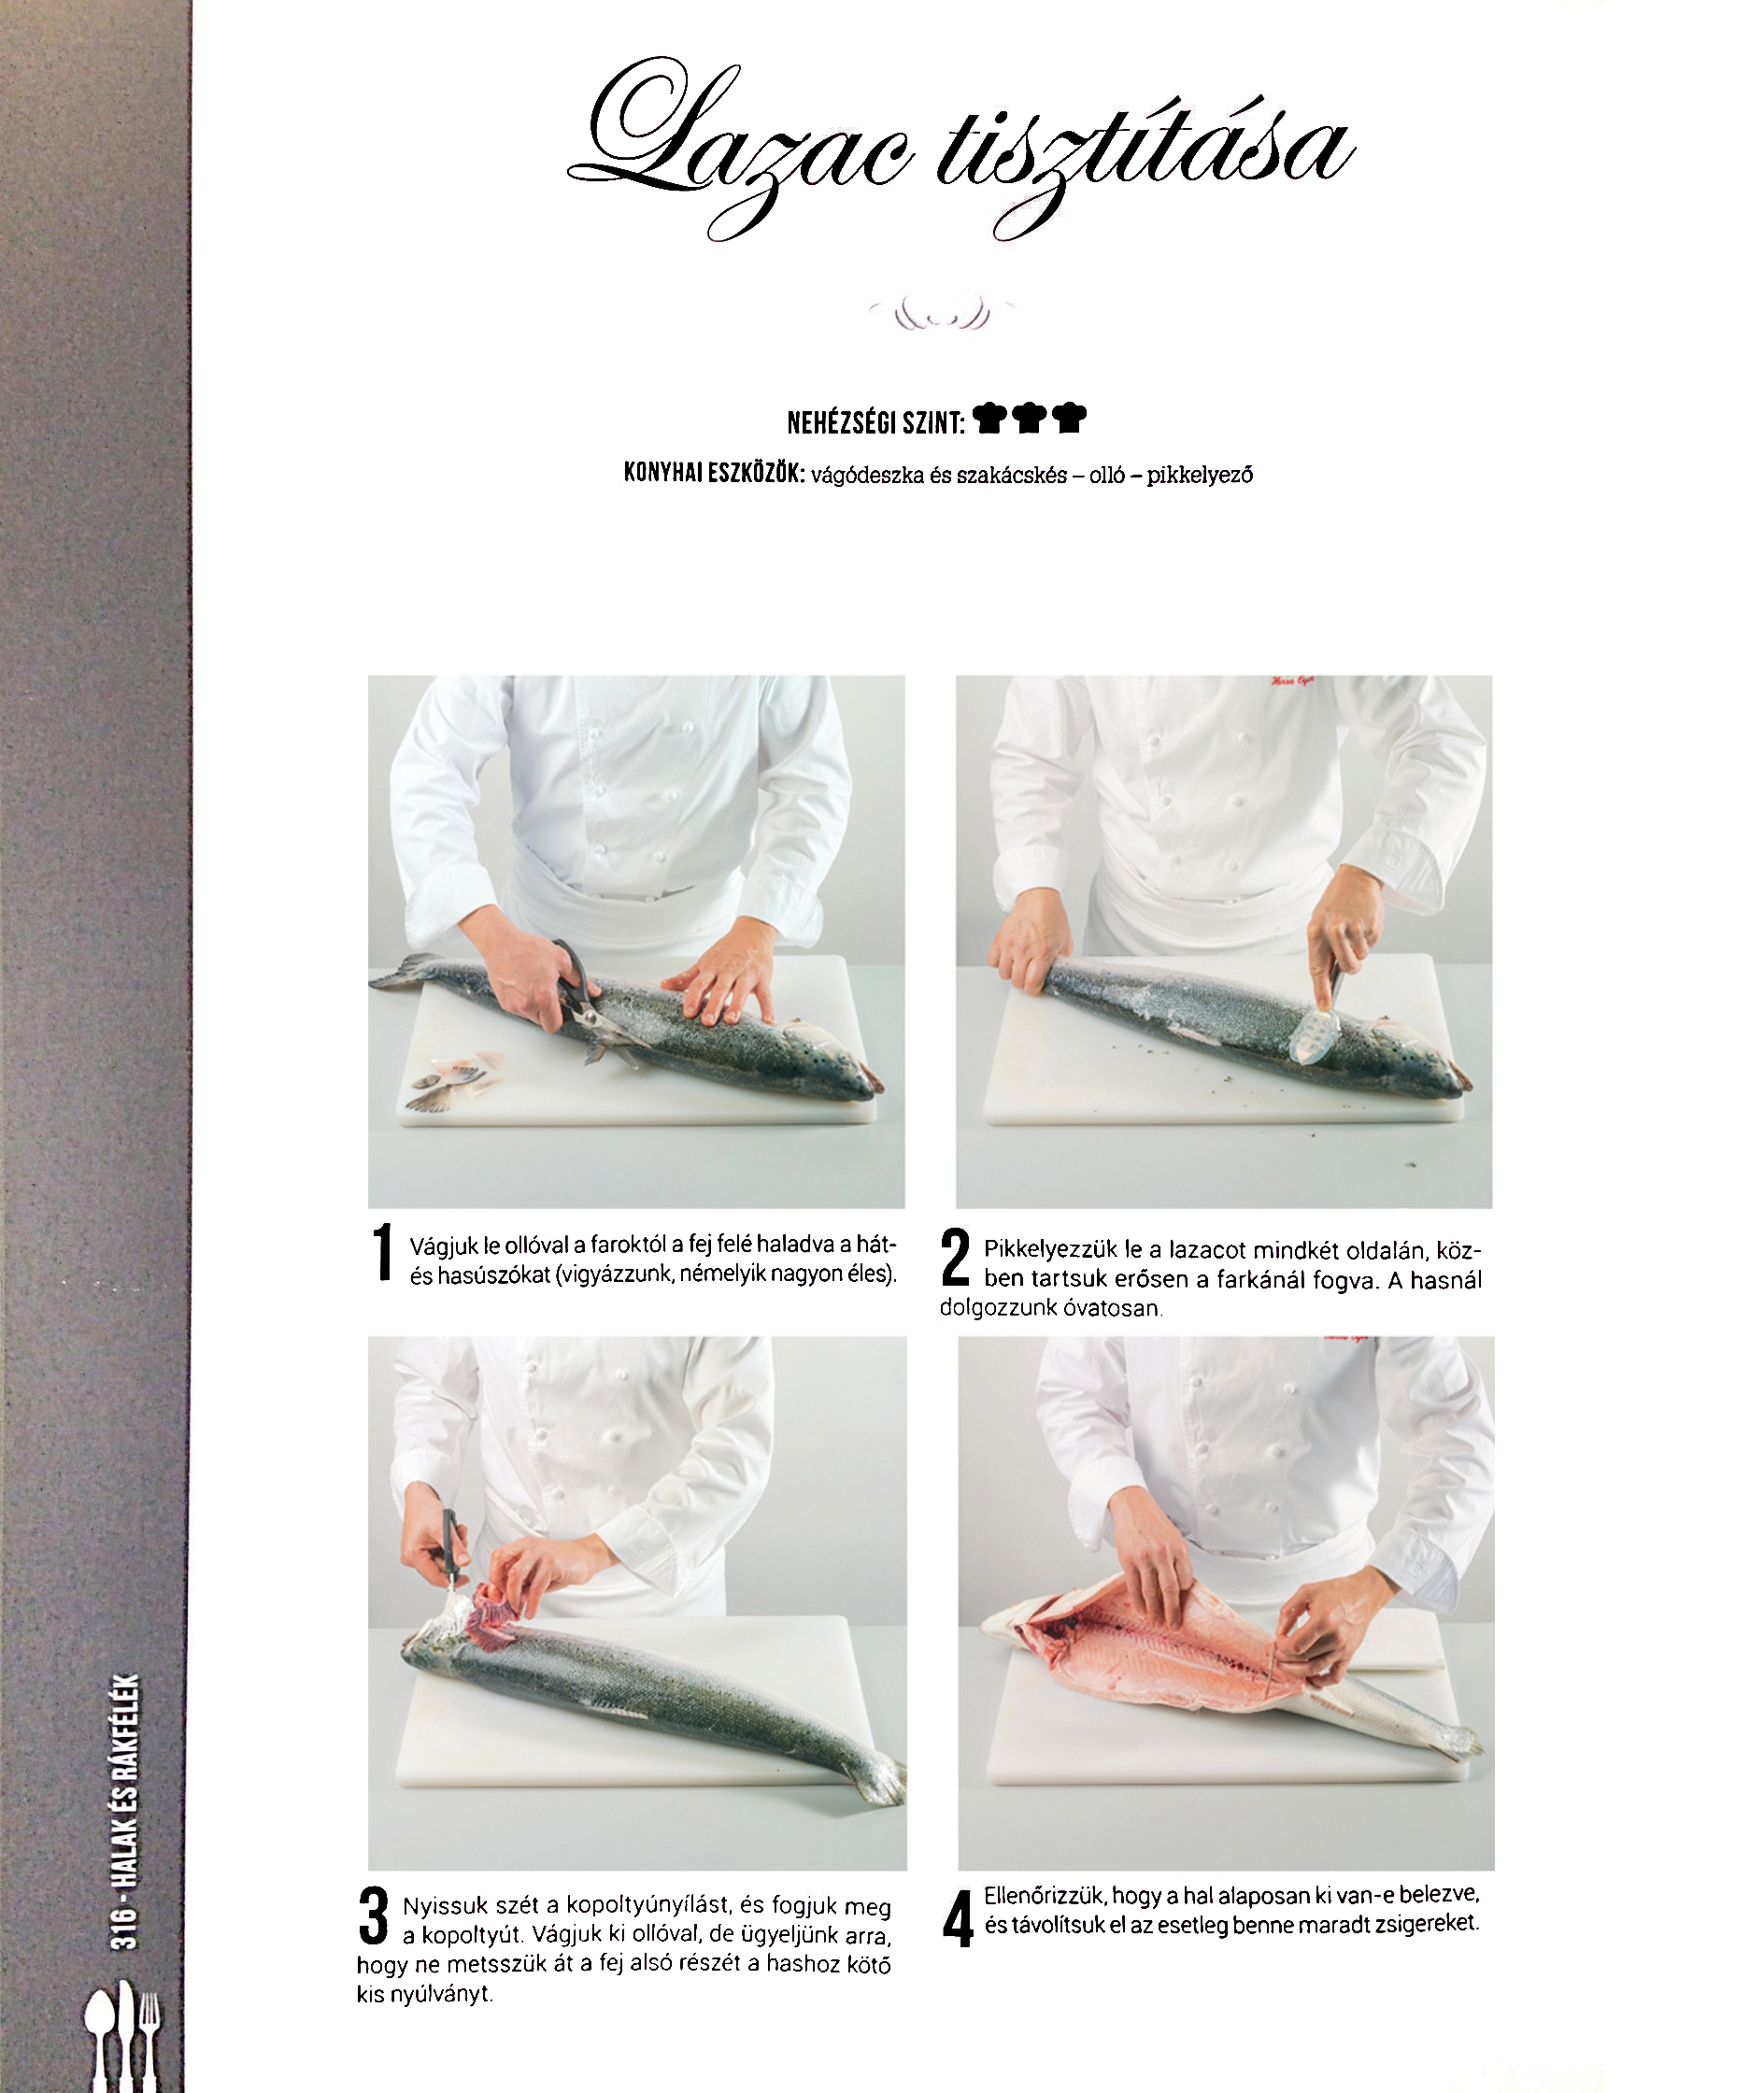 Lazac tisztítása
NEHÉZSÉGI SZINT:
KONYHAI ESZKÖZÖK: vágódeszka és szakácskés – olló – pikkelyező
1 Vágjuk le ollóval a faroktól a fej felé haladva a hát-
és hasúszókat (vigyázzunk, némelyik nagyon éles).
2 Pikkelyezzük le a lazacot mindkét oldalán, köz-
ben tartsuk erősen a farkánál fogva. A hasnál
dolgozzunk óvatosan.
3 Nyissuk szét a kopoltyúnyílást, és fogjuk meg
a kopoltyút. Vágjuk ki ollóval, de ügyeljünk arra,
hogy ne metsszük át a fej alsó részét a hashoz kötő
kis nyúlványt.
4 Ellenőrizzük, hogy a hal alaposan ki van-e belezve,
és távolítsuk el az esetleg benne maradt zsigereket.
316 - HALAK ÉS RÁKFÉLÉK